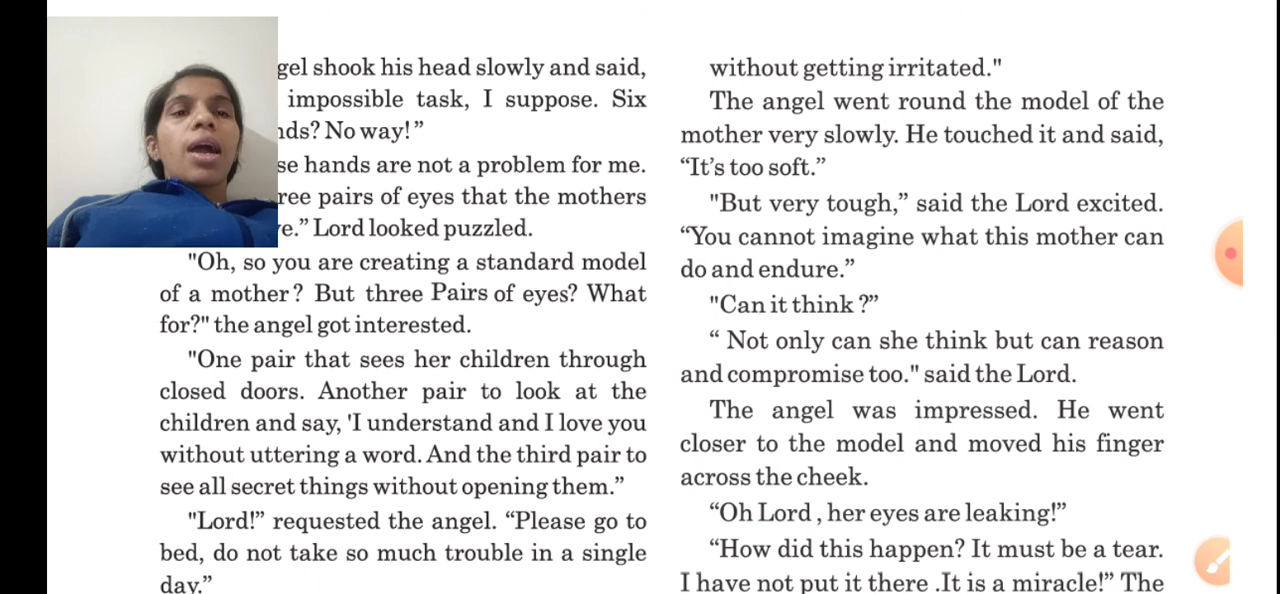 gel shook his head slowly and said,
impossible task, I suppose. Six
nds? No way!”
se hands are not a problem for me.
ree pairs of eyes that the mothers
e.” Lord looked puzzled.
"Oh, so you are creating a standard model
of a mother? But three Pairs of eyes? What
for?" the angel got interested.
"One pair that sees her children through
closed doors. Another pair to look at the
children and say, 'I understand and I love you
without uttering a word. And the third pair to
see all secret things without opening them.”
"Lord!” requested the angel. “Please go to
bed, do not take so much trouble in a single
day.”
without getting irritated."
The angel went round the model of the
mother very slowly. He touched it and said,
“It’s too soft.”
"But very tough,” said the Lord excited.
“You cannot imagine what this mother can
do and endure.”
"Can it think ?”
“ Not only can she think but can reason
and compromise too." said the Lord.
The angel was impressed. He went
closer to the model and moved his finger
across the cheek.
“Oh Lord , her eyes are leaking!”
“How did this happen? It must be a tear.
I have not put it there .It is a miracle!” The